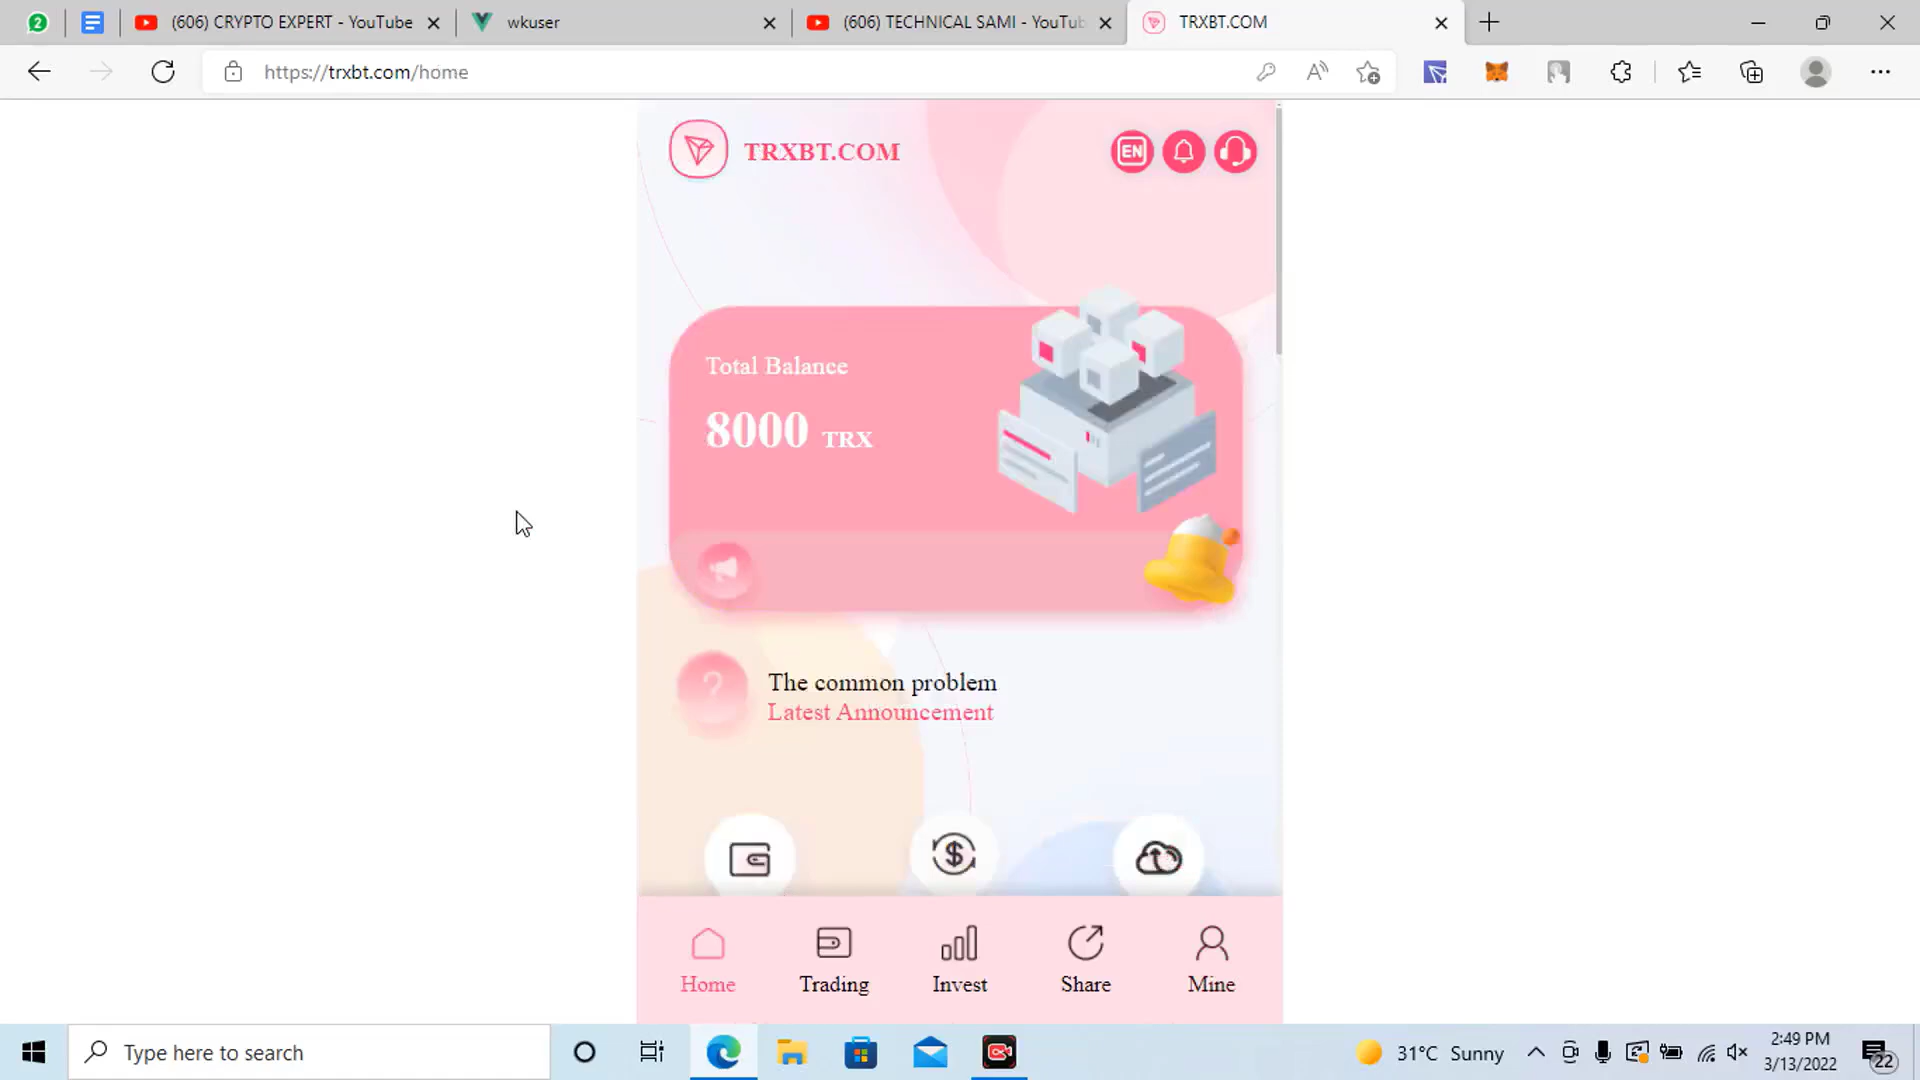 2
(606) CRYPTO EXPERT - YouTube
wkuser
(606) TECHNICAL SAMI - YouTub
TRXBT.COM
https://trxbt.com/home
TRXBT.COM
EN
Total Balance
8000 TRX
The common problem
Latest Announcement
Home
Trading
Invest
Share
Mine
Type here to search
31°C Sunny
2:49 PM
3/13/2022
22